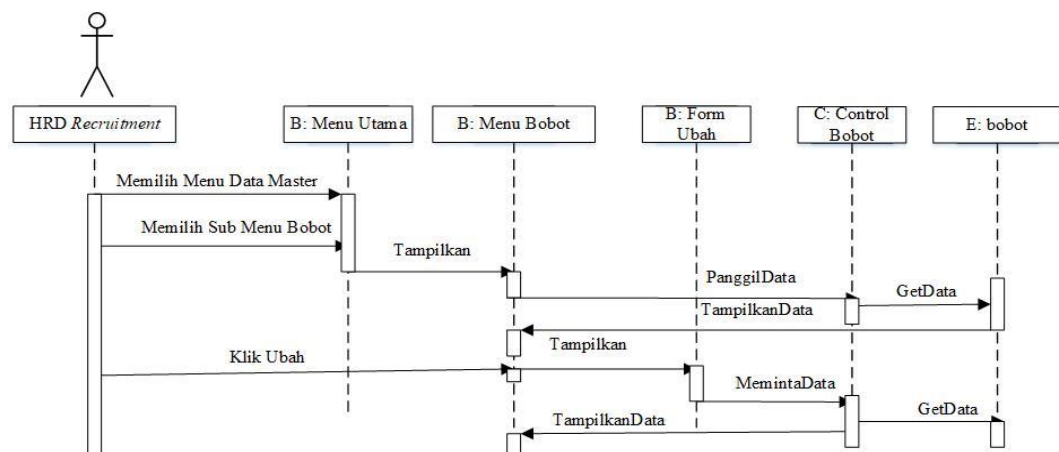 HRD Recruitment
B: Menu Utama
B: Menu Bobot
B: Form
Ubah
C: Control
Bobot
E: bobot
Memilih Menu Data Master
Memilih Sub Menu Bobot
Tampilkan
PanggilData
GetData
TampilkanData
Tampilkan
Klik Ubah
MemintaData
GetData
TampilkanData